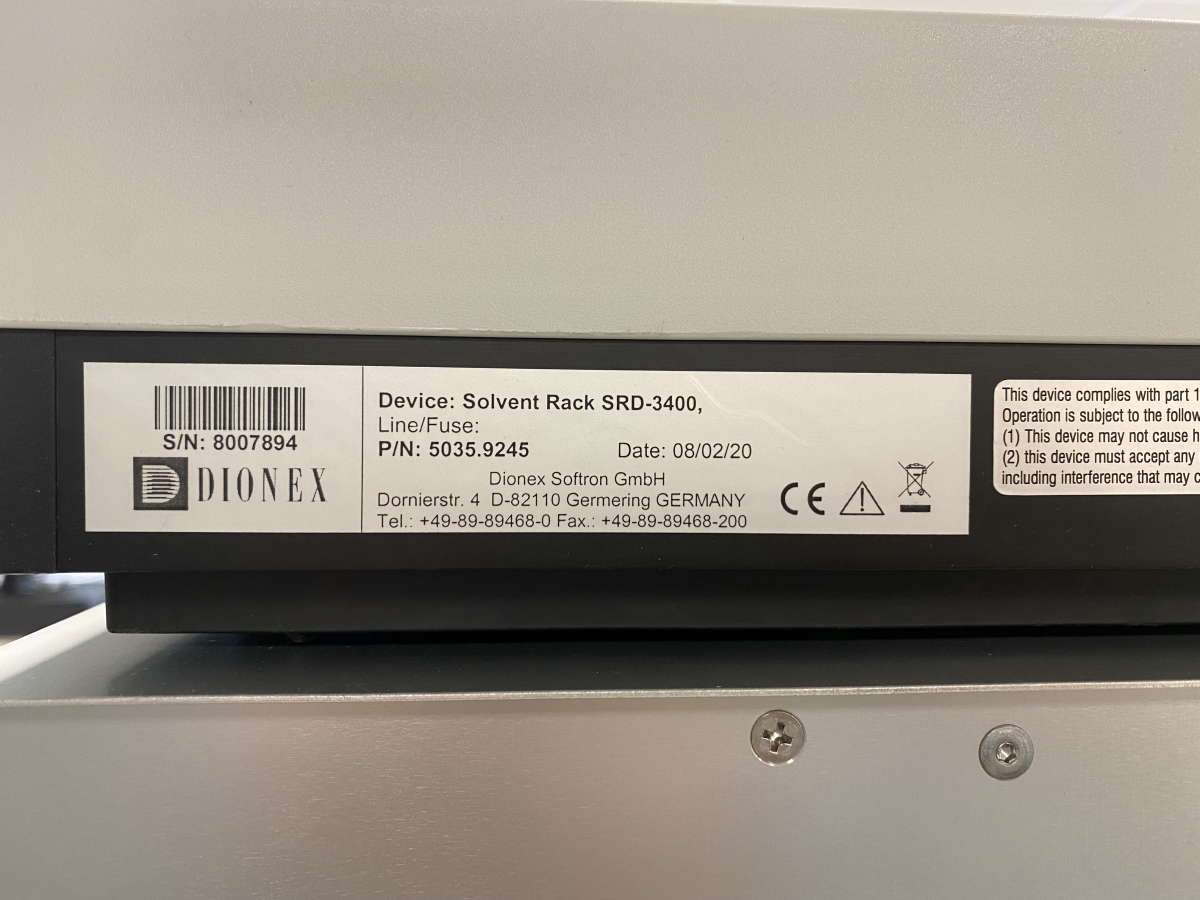 S/N: 8007894
DIONEX
Device: Solvent Rack SRD-3400,
Line/Fuse:
P/N: 5035.9245 Date: 08/02/20
Dionex Softron GmbH
Dornierstr. 4 D-82110 Germering GERMANY
Tel.: +49-89-89468-0 Fax.: +49-89-89468-200
CE
This device complies with part 1
Operation is subject to the follow
(1) This device may not cause h
(2) this device must accept any
including interference that may c